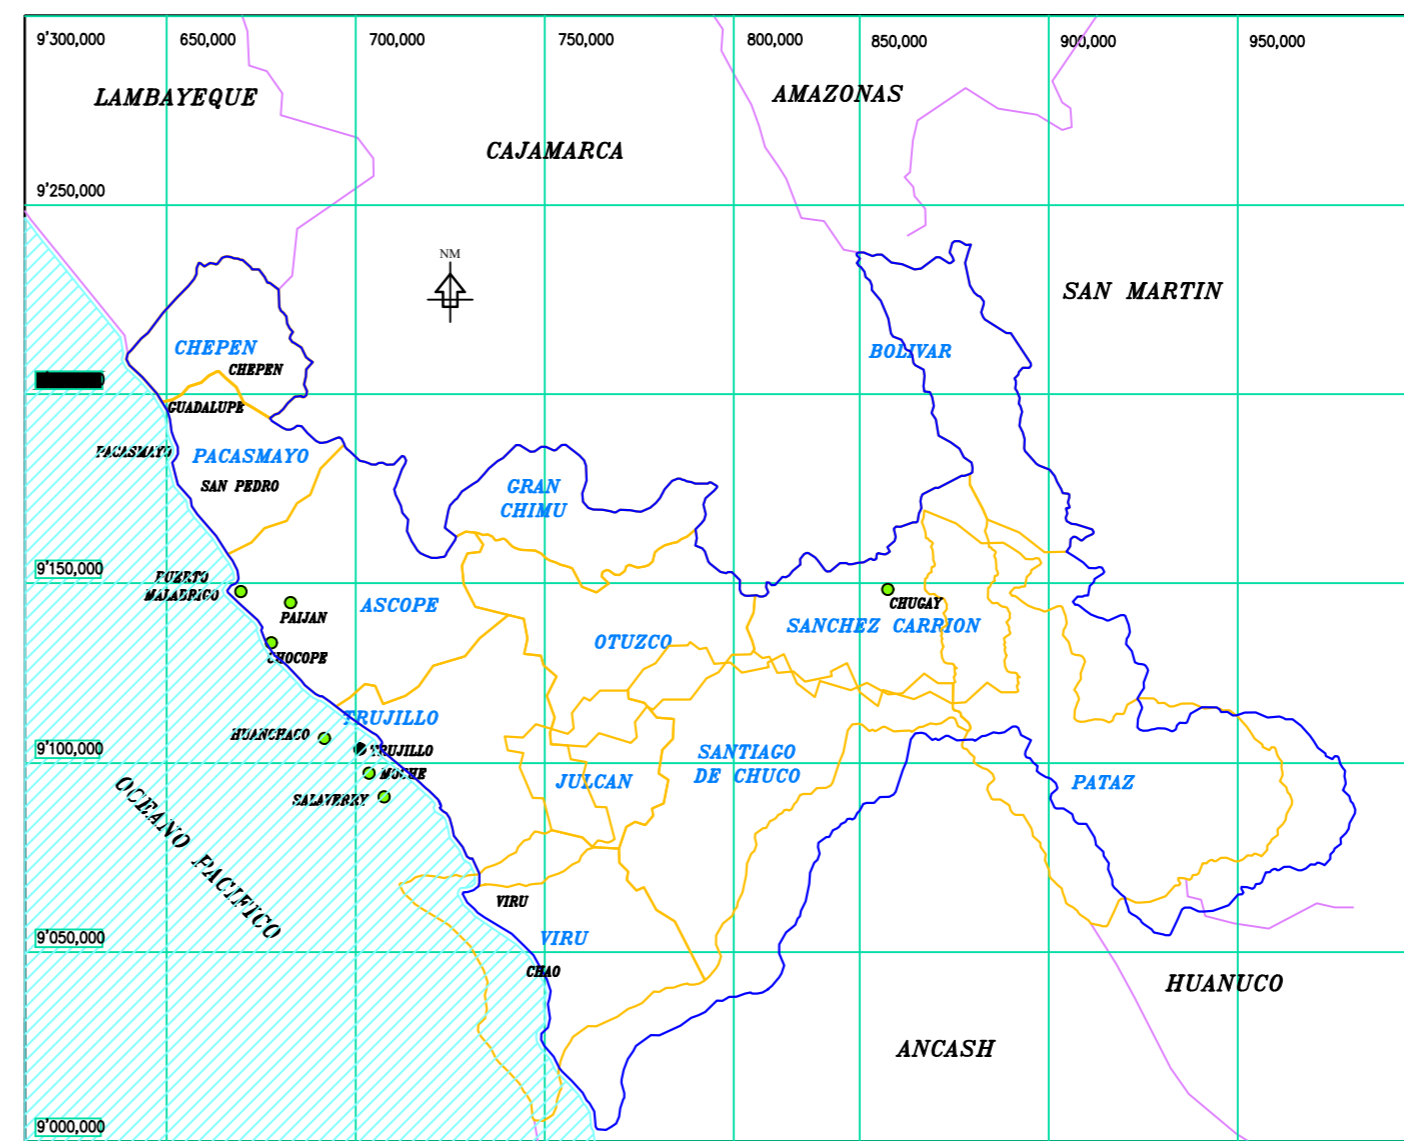 9'300,000 650,000 700,000 750,000 800,000 850,000 900,000 950,000
LAMBAYEQUE
AMAZONAS
CAJAMARCA
9'250,000
NM
SAN MARTIN
CHEPEN
BOLIVAR
CHEPEN
GUADALUPE
PACASMAYO
PACASMAYO
SAN PEDRO
GRAN
CHIMU
9'150,000
PUERTO
MALABRIGO
PAIJAN
ASCOPE
CHUGAY
SANCHEZ CARRION
OTUZCO
CHOCOPE
TRUJILLO
HUANCHACO
TRUJILLO
9'100,000
MOCHE
SALAVERRY
JULCAN
SANTIAGO
DE CHUCO
PATAZ
OCEANO PACIFICO
VIRU
9'050,000
VIRU
CHAO
HUANUCO
ANCASH
9'000,000